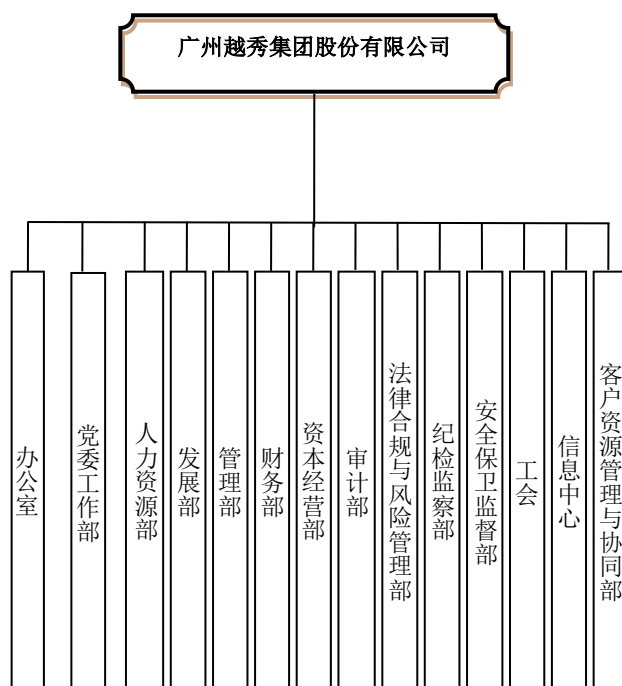 广州越秀集团股份有限公司
办公室
党委工作部
人力资源部
发展部
管理部
财务部
资本经营部
审计部
法律合规与风险管理部
纪检监察部
安全保卫监督部
工会
信息中心
客户资源管理与协同部